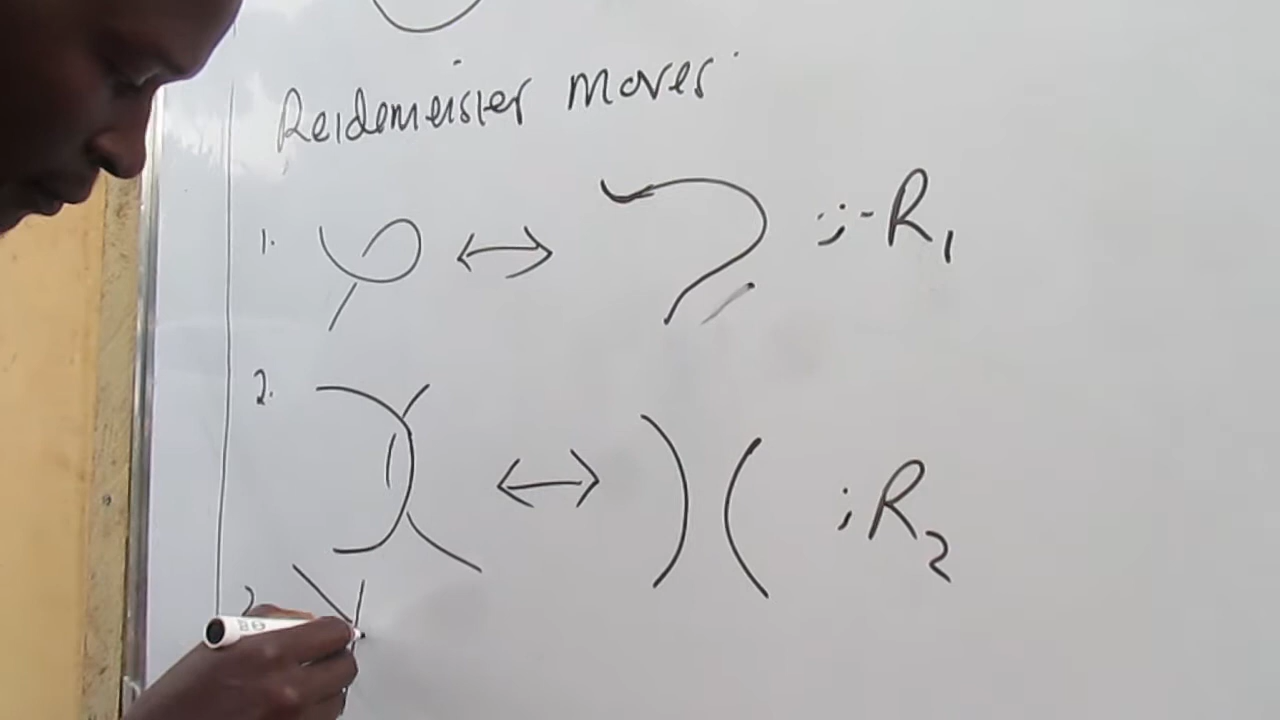 Reidemeister moves
1. ↔ ;-R1
2. ↔ ;R2